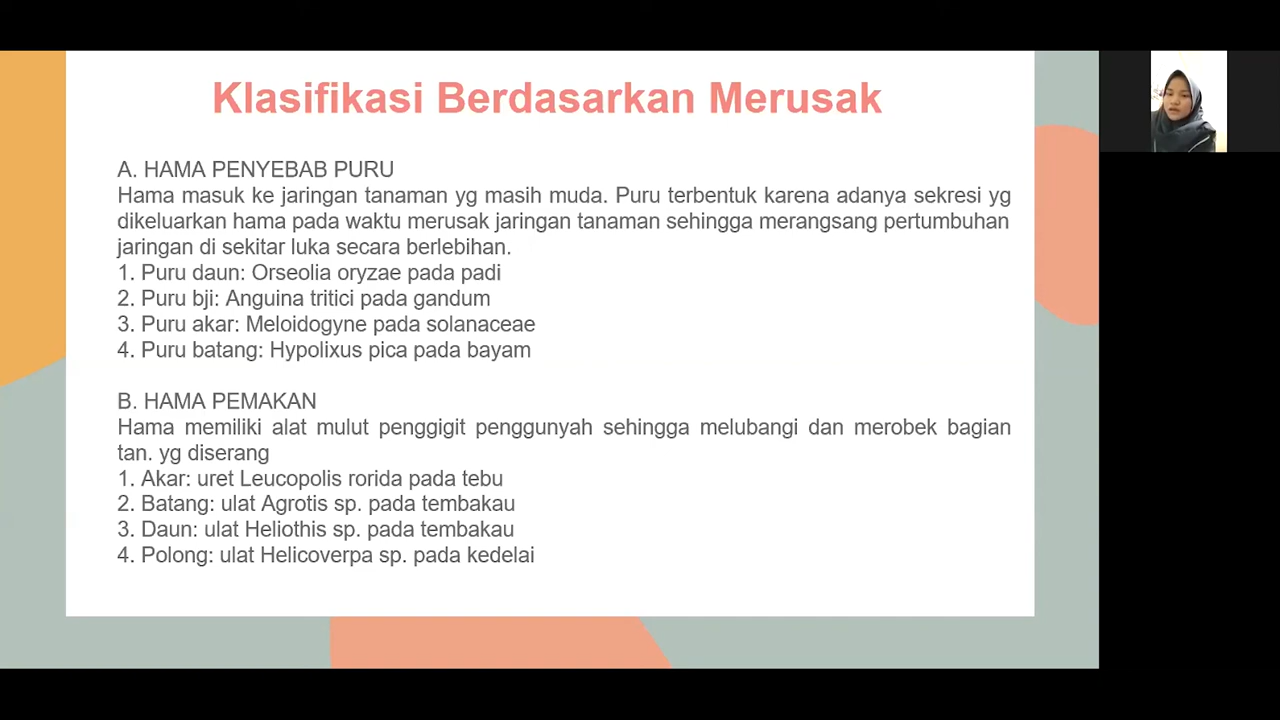 Klasifikasi Berdasarkan Merusak
A. HAMA PENYEBAB PURU
Hama masuk ke jaringan tanaman yg masih muda. Puru terbentuk karena adanya sekresi yg
dikeluarkan hama pada waktu merusak jaringan tanaman sehingga merangsang pertumbuhan
jaringan di sekitar luka secara berlebihan.
1. Puru daun: Orseolia oryzae pada padi
2. Puru bji: Anguina tritici pada gandum
3. Puru akar: Meloidogyne pada solanaceae
4. Puru batang: Hypolixus pica pada bayam
B. HAMA PEMAKAN
Hama memiliki alat mulut penggigit penggunyah sehingga melubangi dan merobek bagian
tan. yg diserang
1. Akar: uret Leucopolis rorida pada tebu
2. Batang: ulat Agrotis sp. pada tembakau
3. Daun: ulat Heliothis sp. pada tembakau
4. Polong: ulat Helicoverpa sp. pada kedelai